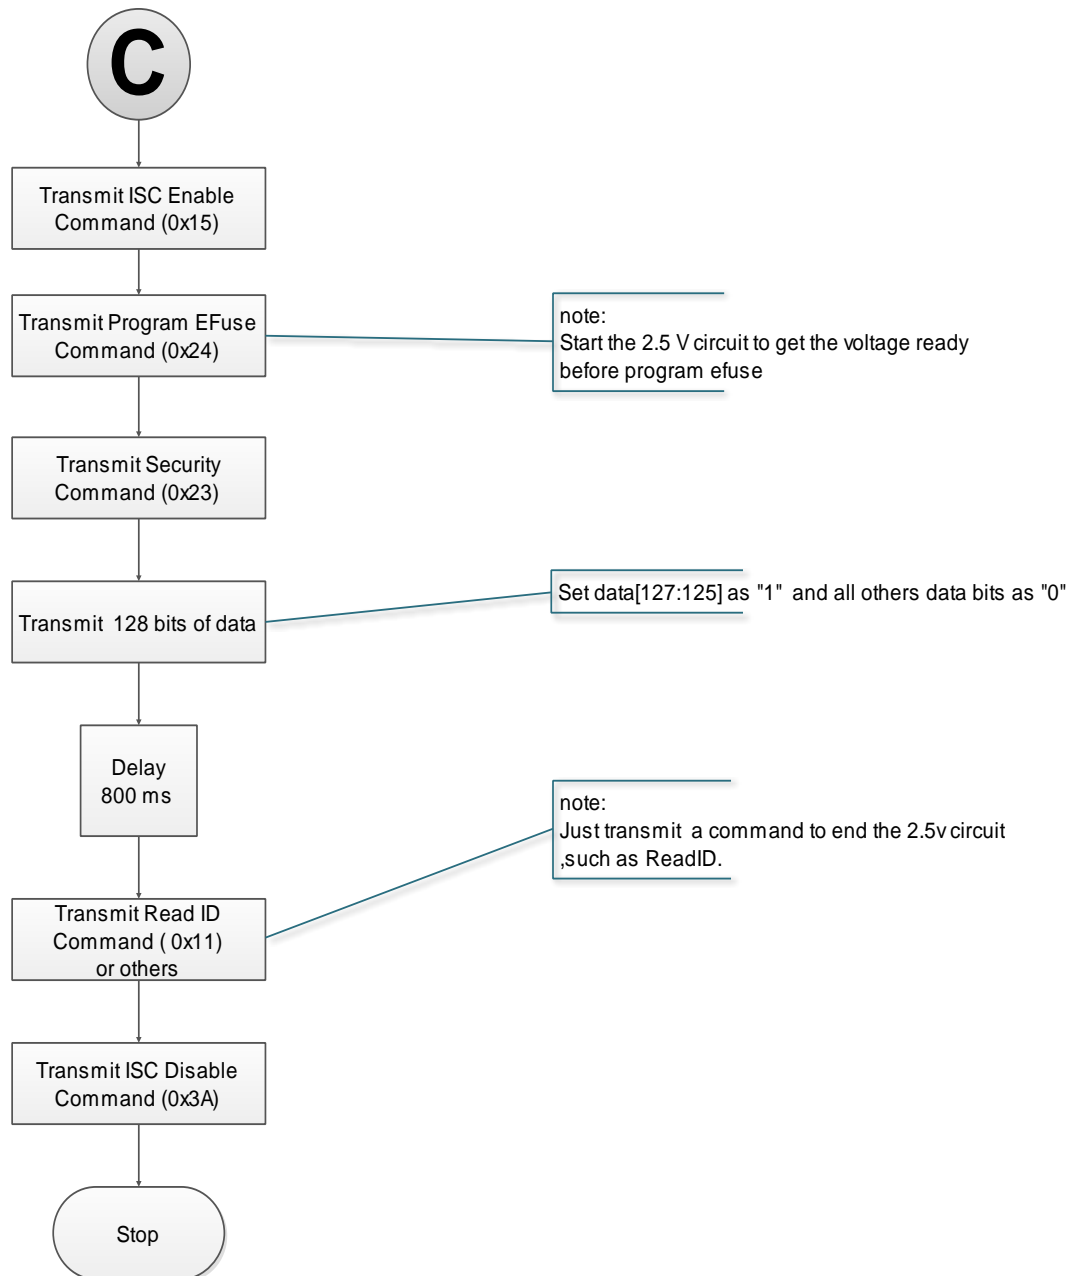 C
Transmit ISC Enable
Command (0x15)
Transmit Program EFuse
Command (0x24)
note:
Start the 2.5 V circuit to get the voltage ready
before program efuse
Transmit Security
Command (0x23)
Transmit 128 bits of data
Set data[127:125] as "1" and all others data bits as "0"
Delay
800 ms
note:
Just transmit a command to end the 2.5v circuit
,such as ReadID.
Transmit Read ID
Command ( 0x11)
or others
Transmit ISC Disable
Command (0x3A)
Stop